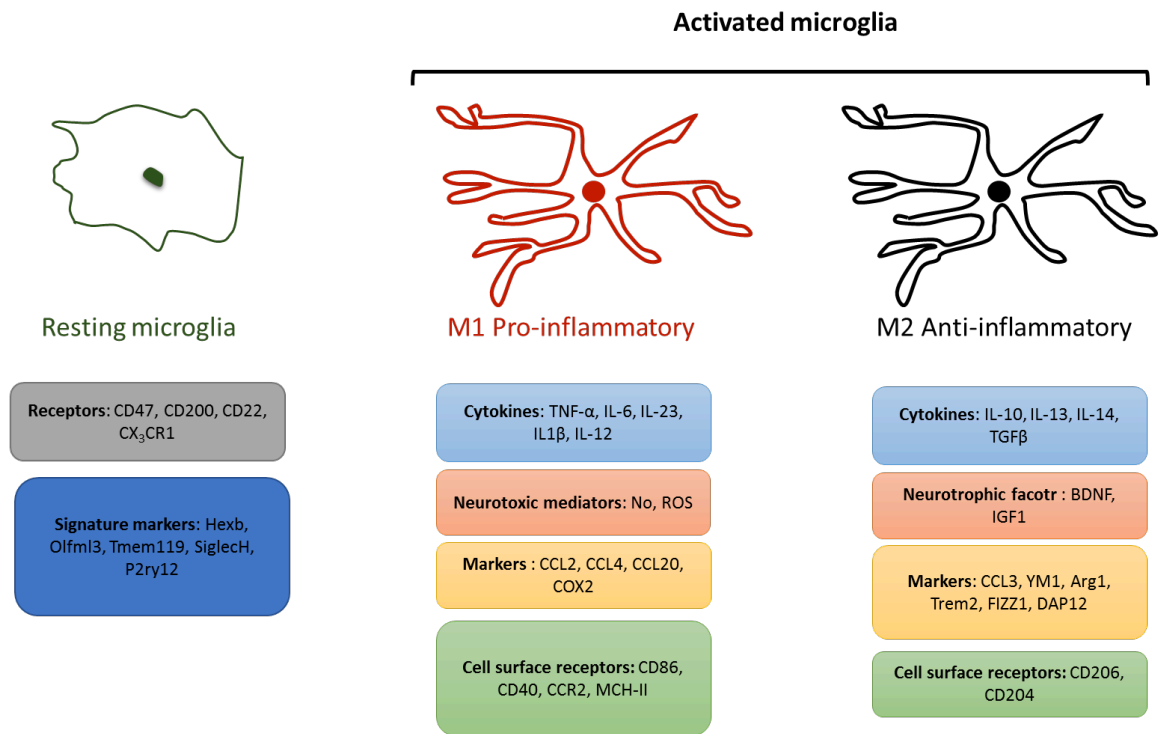 Activated microglia
Resting microglia
M1 Pro-inflammatory
M2 Anti-inflammatory
Receptors: CD47, CD200, CD22,
CX₃CR1
Signature markers: Hexb,
Olfml3, Tmem119, SiglecH,
P2ry12
Cytokines: TNF-α, IL-6, IL-23,
IL1β, IL-12
Neurotoxic mediators: No, ROS
Markers : CCL2, CCL4, CCL20,
COX2
Cell surface receptors: CD86,
CD40, CCR2, MCH-II
Cytokines: IL-10, IL-13, IL-14,
TGFβ
Neurotrophic facotr : BDNF,
IGF1
Markers: CCL3, YM1, Arg1,
Trem2, FIZZ1, DAP12
Cell surface receptors: CD206,
CD204